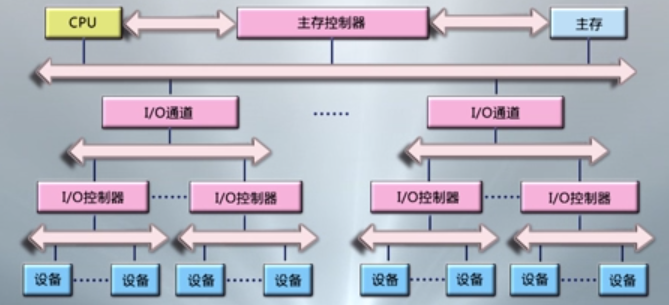 CPU 主存控制器 主存
I/O通道 I/O通道
I/O控制器 I/O控制器 I/O控制器 I/O控制器
设备 设备 设备 设备 设备 设备 设备 设备